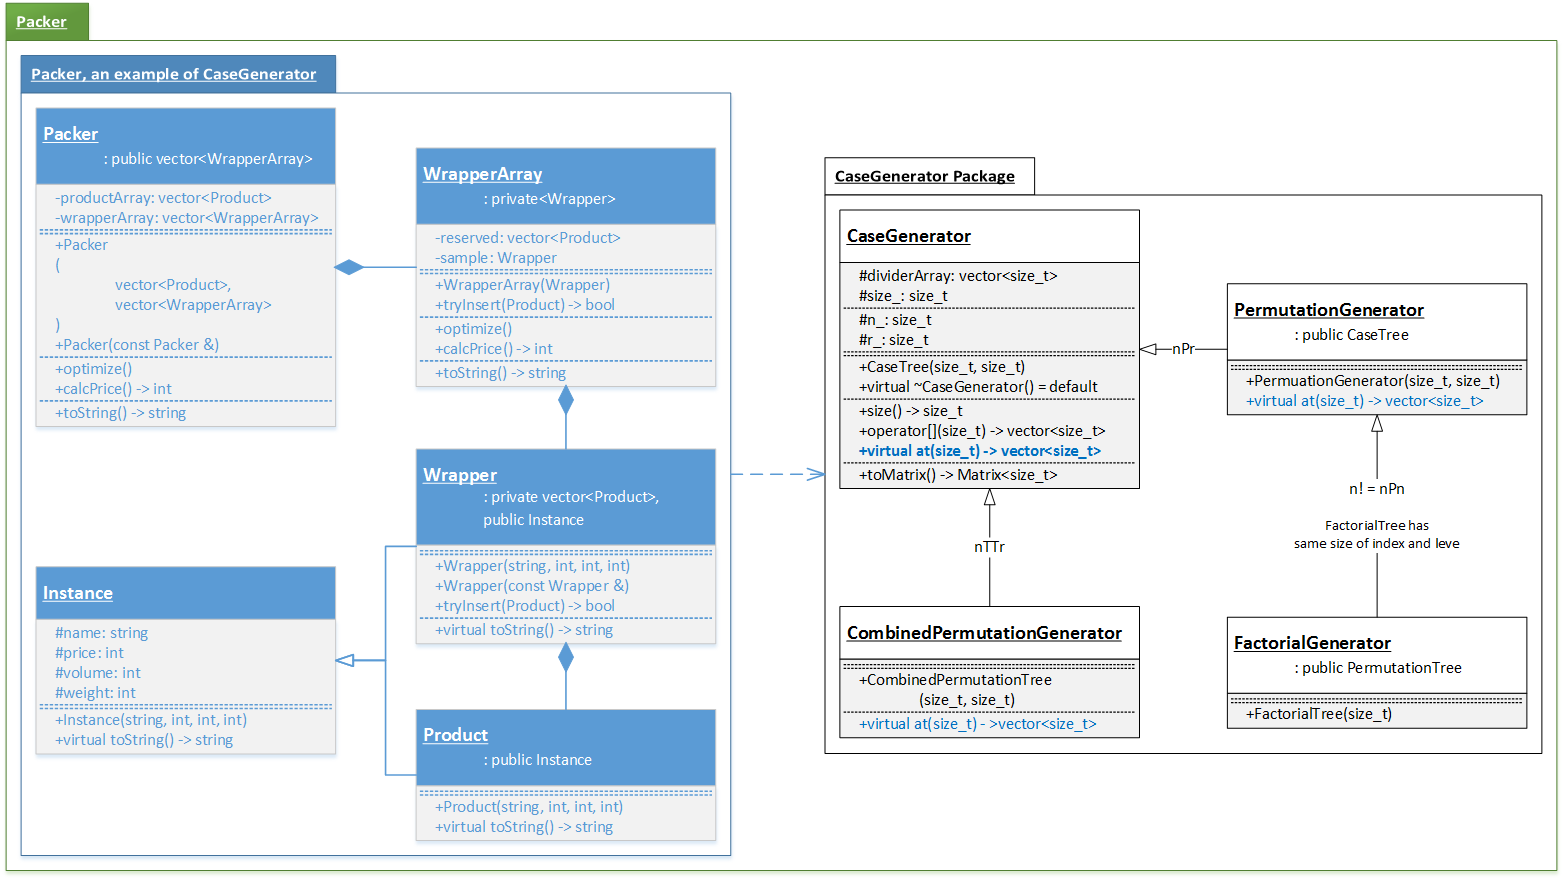 Packer
Packer, an example of CaseGenerator
Packer
: public vector<WrapperArray>
-productArray: vector<Product>
-wrapperArray: vector<WrapperArray>
+Packer
(
vector<Product>,
vector<WrapperArray>
)
+Packer(const Packer &)
+optimize()
+calcPrice() -> int
+toString() -> string
WrapperArray
: private<Wrapper>
-reserved: vector<Product>
-sample: Wrapper
+WrapperArray(Wrapper)
+tryInsert(Product) -> bool
+optimize()
+calcPrice() -> int
+toString() -> string
Wrapper
: private vector<Product>,
public Instance
+Wrapper(string, int, int, int)
+Wrapper(const Wrapper &)
+tryInsert(Product) -> bool
+virtual toString() -> string
Instance
#name: string
#price: int
#volume: int
#weight: int
+Instance(string, int, int, int)
+virtual toString() -> string
Product
: public Instance
+Product(string, int, int, int)
+virtual toString() -> string
CaseGenerator Package
CaseGenerator
#dividerArray: vector<size_t>
#size_: size_t
#n_: size_t
#r_: size_t
+CaseTree(size_t, size_t)
+virtual ~CaseGenerator() = default
+size() -> size_t
+operator[](size_t) -> vector<size_t>
+virtual at(size_t) -> vector<size_t>
+toMatrix() -> Matrix<size_t>
nPr
PermutationGenerator
: public CaseTree
+PermuationGenerator(size_t, size_t)
+virtual at(size_t) -> vector<size_t>
n! = nPn
FactorialTree has
same size of index and leve
nTTr
CombinedPermutationGenerator
+CombinedPermutationTree
(size_t, size_t)
+virtual at(size_t) - >vector<size_t>
FactorialGenerator
: public PermutationTree
+FactorialTree(size_t)